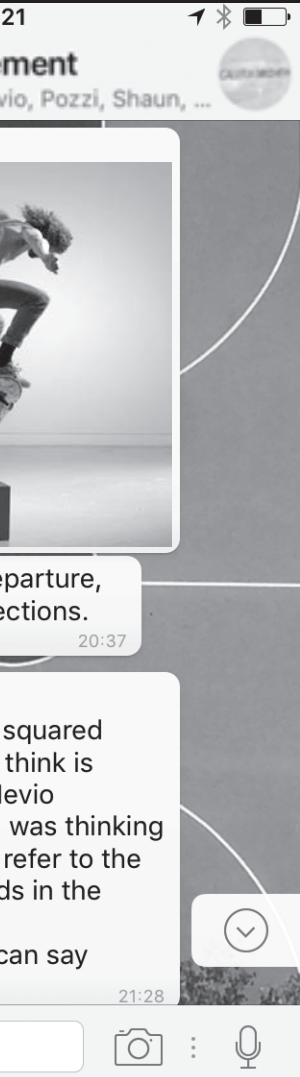 21
ment
vio, Pozzi, Shaun, ...
eparture,
ections.
20:37
squared
think is
levio
was thinking
refer to the
ds in the
can say
21:28